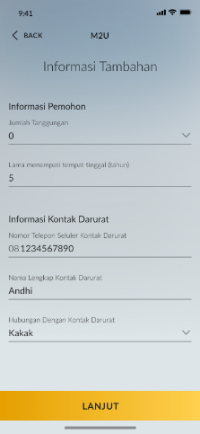 9:41
BACK
M2U
Informasi Tambahan
Informasi Pemohon
Jumlah Tanggungan
0
Lama menempati tempat tinggal (tahun)
5
Informasi Kontak Darurat
Nomor Telepon Seluler Kontak Darurat
081234567890
Nama Lengkap Kontak Darurat
Andhi
Hubungan Dengan Kontak Darurat
Kakak
LANJUT